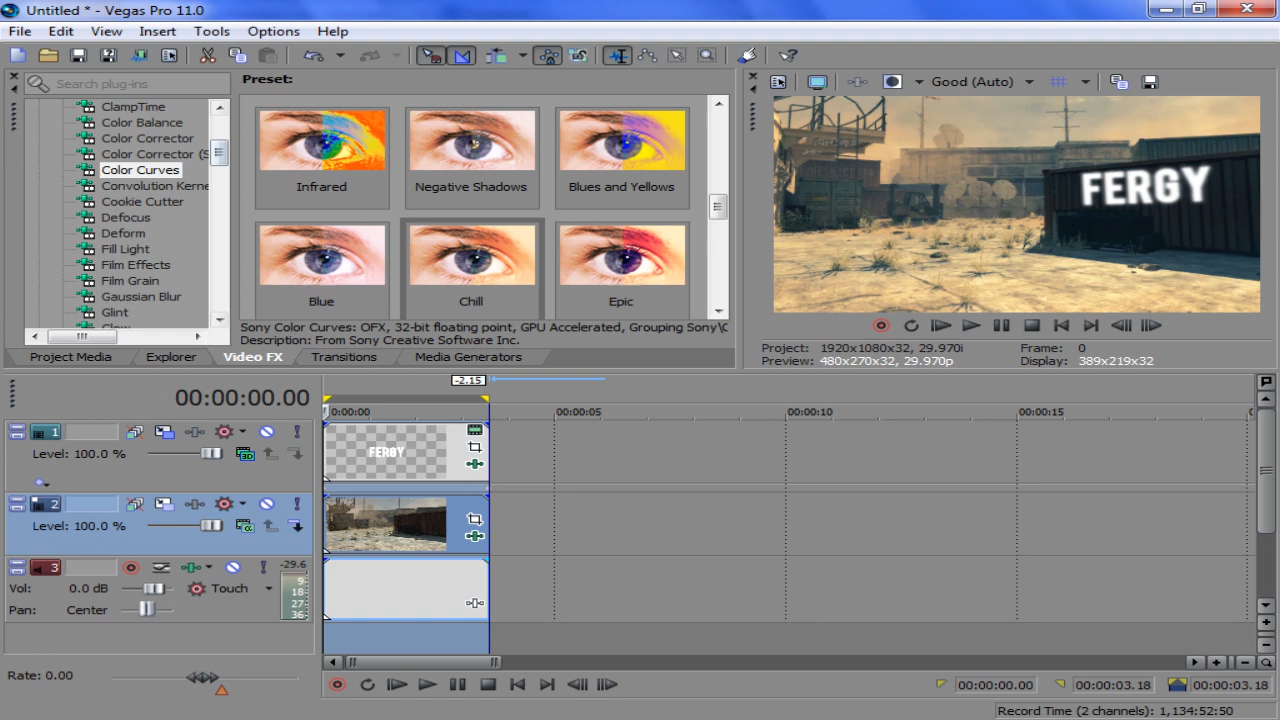 Untitled * - Vegas Pro 11.0
File Edit View Insert Tools Options Help
Search plug-ins
ClampTime
Color Balance
Color Corrector
Color Corrector (S
Color Curves
Convolution Kerne
Cookie Cutter
Defocus
Deform
Fill Light
Film Effects
Film Grain
Gaussian Blur
Glint
Glow
Preset:
Infrared Negative Shadows Blues and Yellows
Blue Chill Epic
Sony Color Curves: OFX, 32-bit floating point, GPU Accelerated, Grouping Sony\C
Description: From Sony Creative Software Inc.
Project Media Explorer Video FX Transitions Media Generators
Good (Auto)
FERGY
Project: 1920x1080x32, 29.970i Frame: 0
Preview: 480x270x32, 29.970p Display: 389x219x32
00:00:00.00
-2.15
0:00:00 00:00:05 00:00:10 00:00:15
1
Level: 100.0 %
3D
FERGY
2
Level: 100.0 %
3
-29.6
Vol: 0.0 dB Touch
Pan: Center
9
18
27
36
Rate: 0.00
00:00:00.00 00:00:03.18 00:00:03.18
Record Time (2 channels): 1,134:52:50